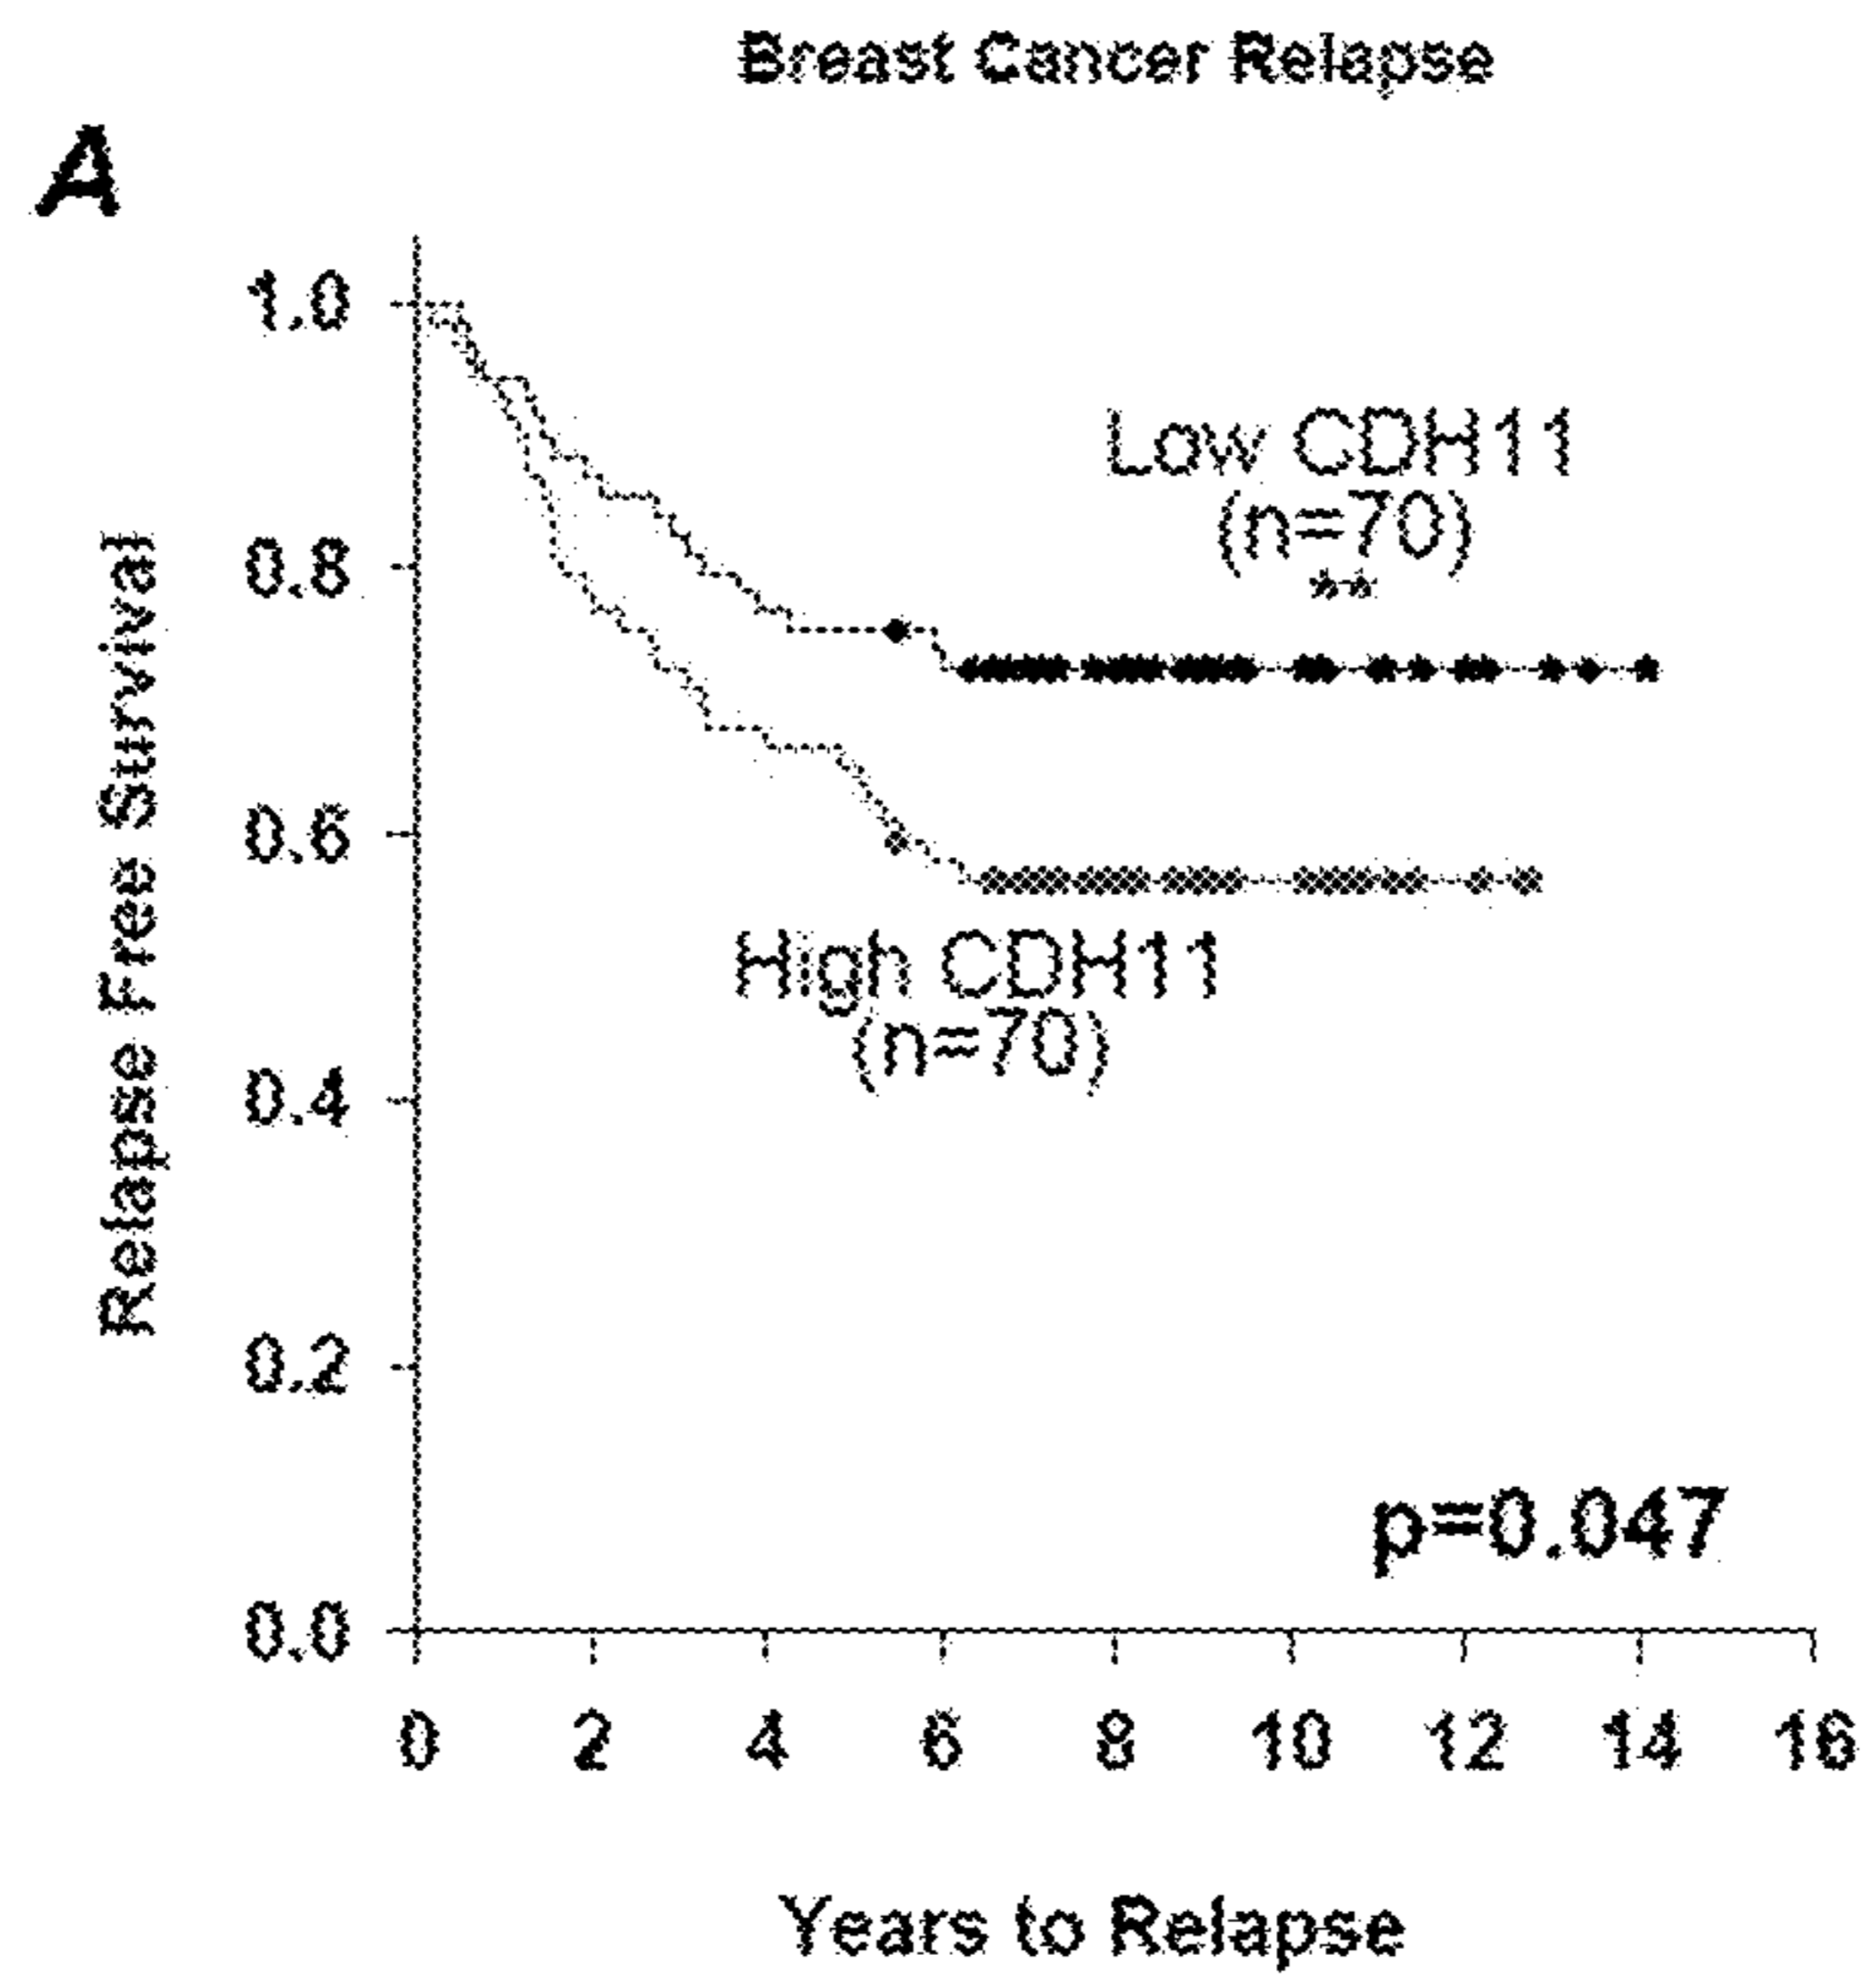 Breast Cancer Relapse
A
Relapse Free Survival
1.0
0.8
0.6
0.4
0.2
0.0
Low CDH11
(n=70)
High CDH11
(n=70)
p=0.047
0 2 4 6 8 10 12 14 16
Years to Relapse